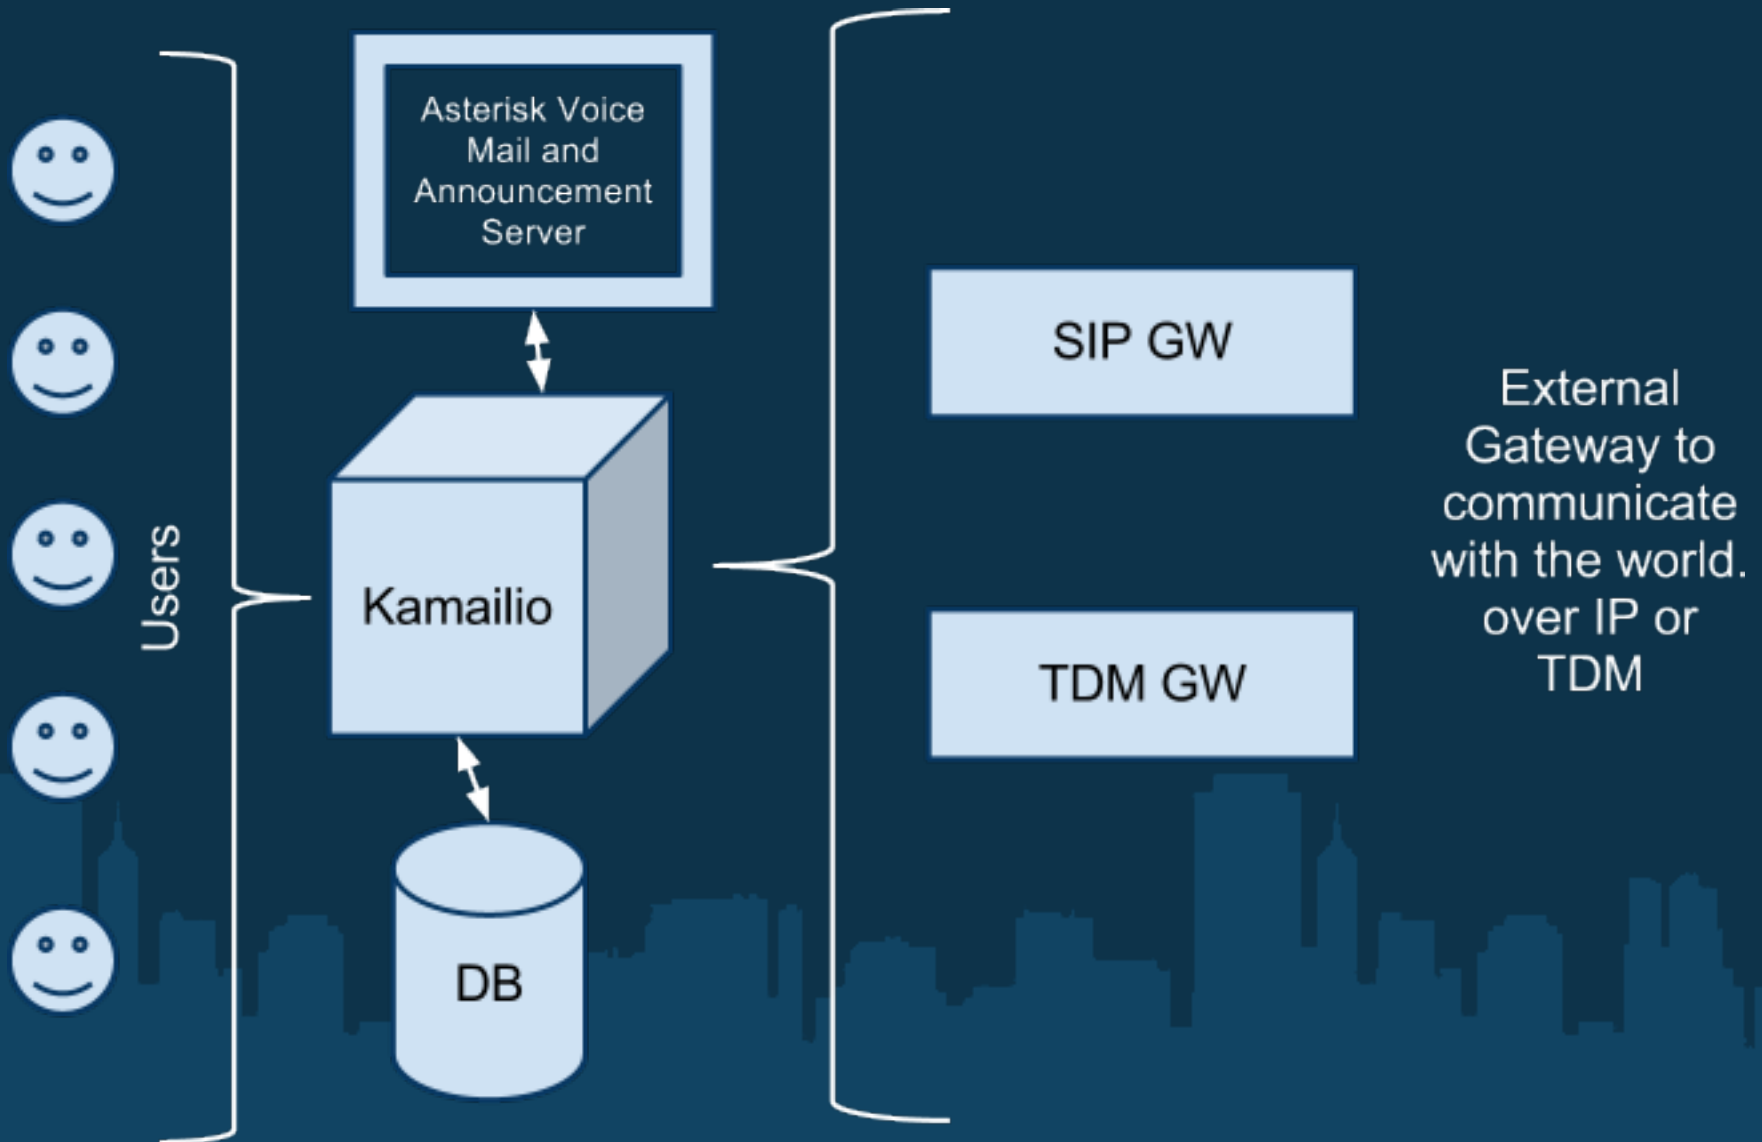 Asterisk Voice
Mail and
Announcement
Server
Users
Kamailio
DB
SIP GW
TDM GW
External
Gateway to
communicate
with the world.
over IP or
TDM